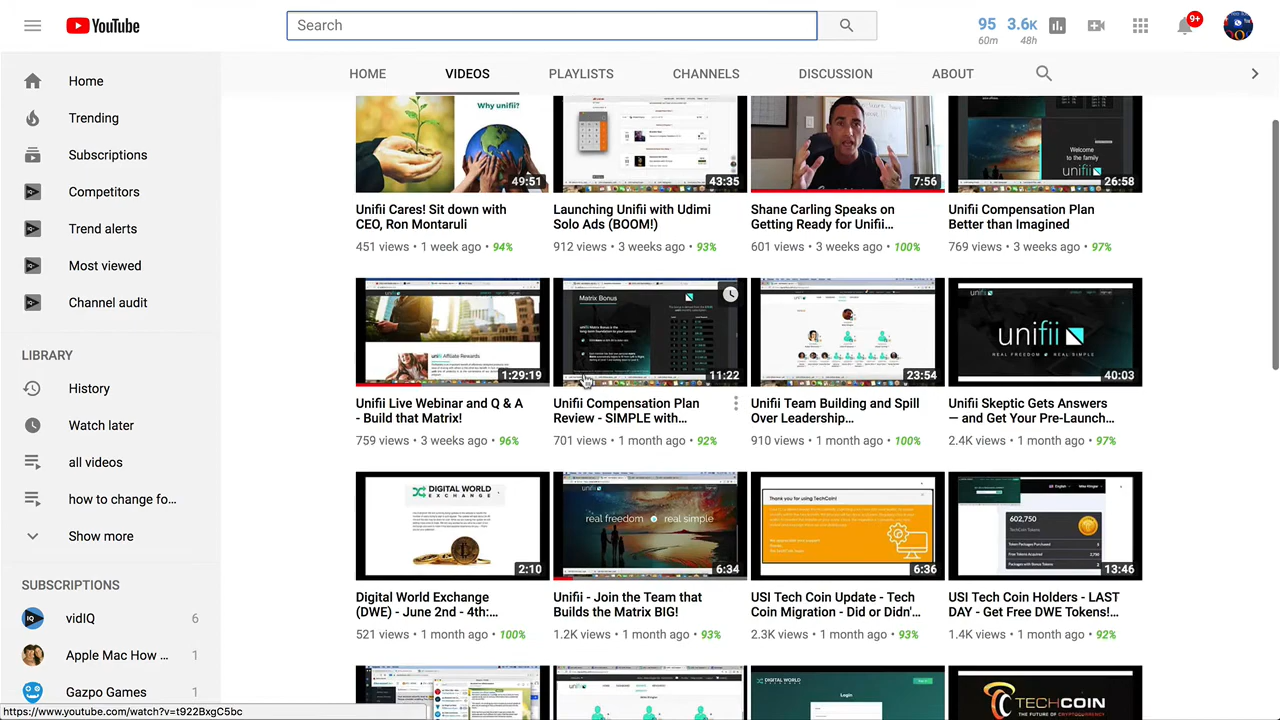 YouTube
Search
95
60m
3.6K
48h
9+
HOME
VIDEOS
PLAYLISTS
CHANNELS
DISCUSSION
ABOUT
Home
Trending
Subscriptions
Competitors
Trend alerts
Most viewed
LIBRARY
History
Watch later
all videos
how to change fo...
SUBSCRIPTIONS
vidIQ 6
Apple Mac How ... 1
Why unifii?
49:51
43:35
7:56
Welcome
to the family
unifii
26:58
Unifii Cares! Sit down with
CEO, Ron Montaruli
451 views • 1 week ago • 94%
Launching Unifii with Udimi
Solo Ads (BOOM!)
912 views • 3 weeks ago • 93%
Shane Carling Speaks on
Getting Ready for Unifii...
601 views • 3 weeks ago • 100%
Unifii Compensation Plan
Better than Imagined
769 views • 3 weeks ago • 97%
unifii Affiliate Rewards
1:29:19
Matrix Bonus
11:22
23:54
unifii
REAL FREEDOM REAL SIMPLE
40:03
Unifii Live Webinar and Q & A
- Build that Matrix!
759 views • 3 weeks ago • 96%
Unifii Compensation Plan
Review - SIMPLE with...
701 views • 1 month ago • 92%
Unifii Team Building and Spill
Over Leadership...
910 views • 1 month ago • 100%
Unifii Skeptic Gets Answers
— and Get Your Pre-Launch...
2.4K views • 1 month ago • 97%
DIGITAL WORLD
EXCHANGE
2:10
unifii
real freedom real simple
6:34
Thank you for using TechCoin!
6:36
602,750
TechCoin Tokens
13:46
Digital World Exchange
(DWE) - June 2nd - 4th:...
521 views • 1 month ago • 100%
Unifii - Join the Team that
Builds the Matrix BIG!
1.2K views • 1 month ago • 93%
USI Tech Coin Update - Tech
Coin Migration - Did or Didn'...
2.3K views • 1 month ago • 93%
USI Tech Coin Holders - LAST
DAY - Get Free DWE Tokens!...
1.4K views • 1 month ago • 92%
DIGITAL WORLD
Login
TECHCOIN
THE FUTURE OF CRYPTOCURRENCY